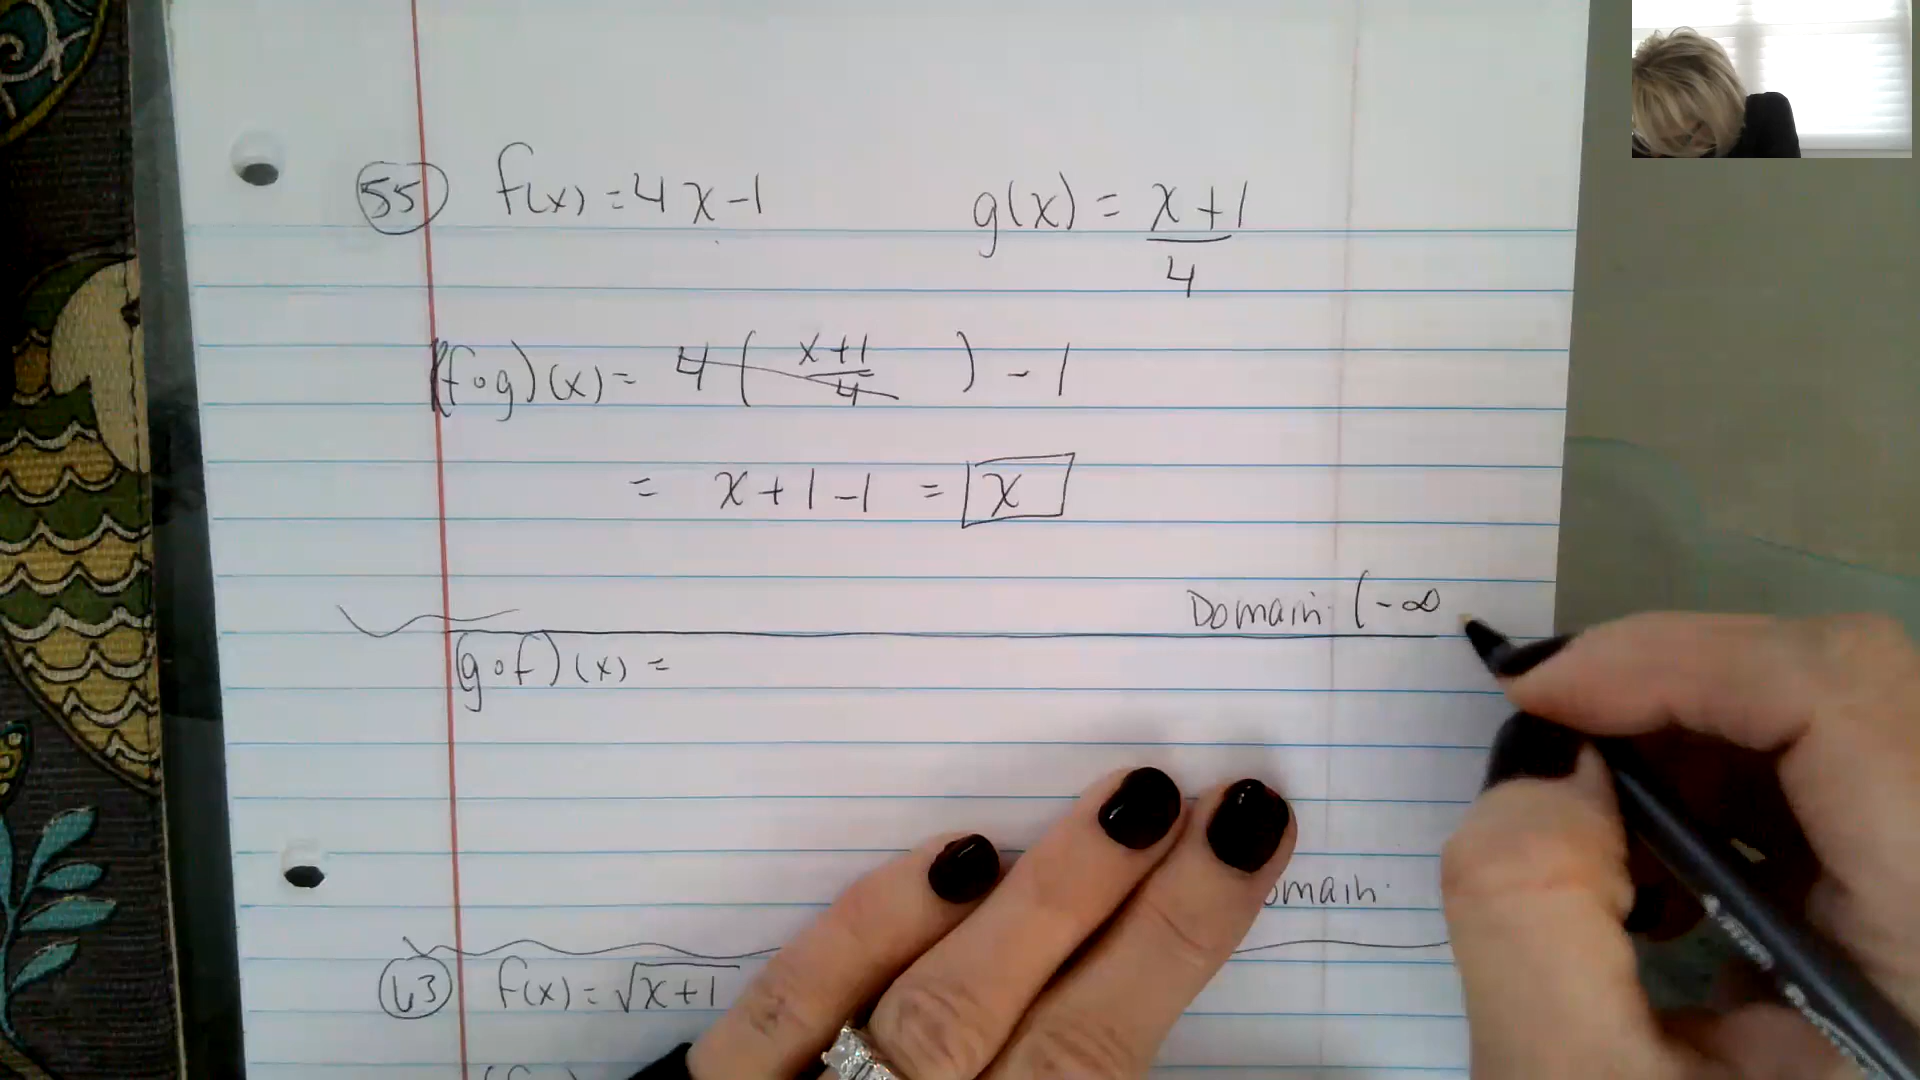 55 f(x) = 4x-1 g(x) = x+1/4
(f∘g)(x) = 4( x+1/4 ) - 1
= x+1-1 = x
Domain: (-∞
(g∘f)(x) =
omain:
63 f(x) = √x+1